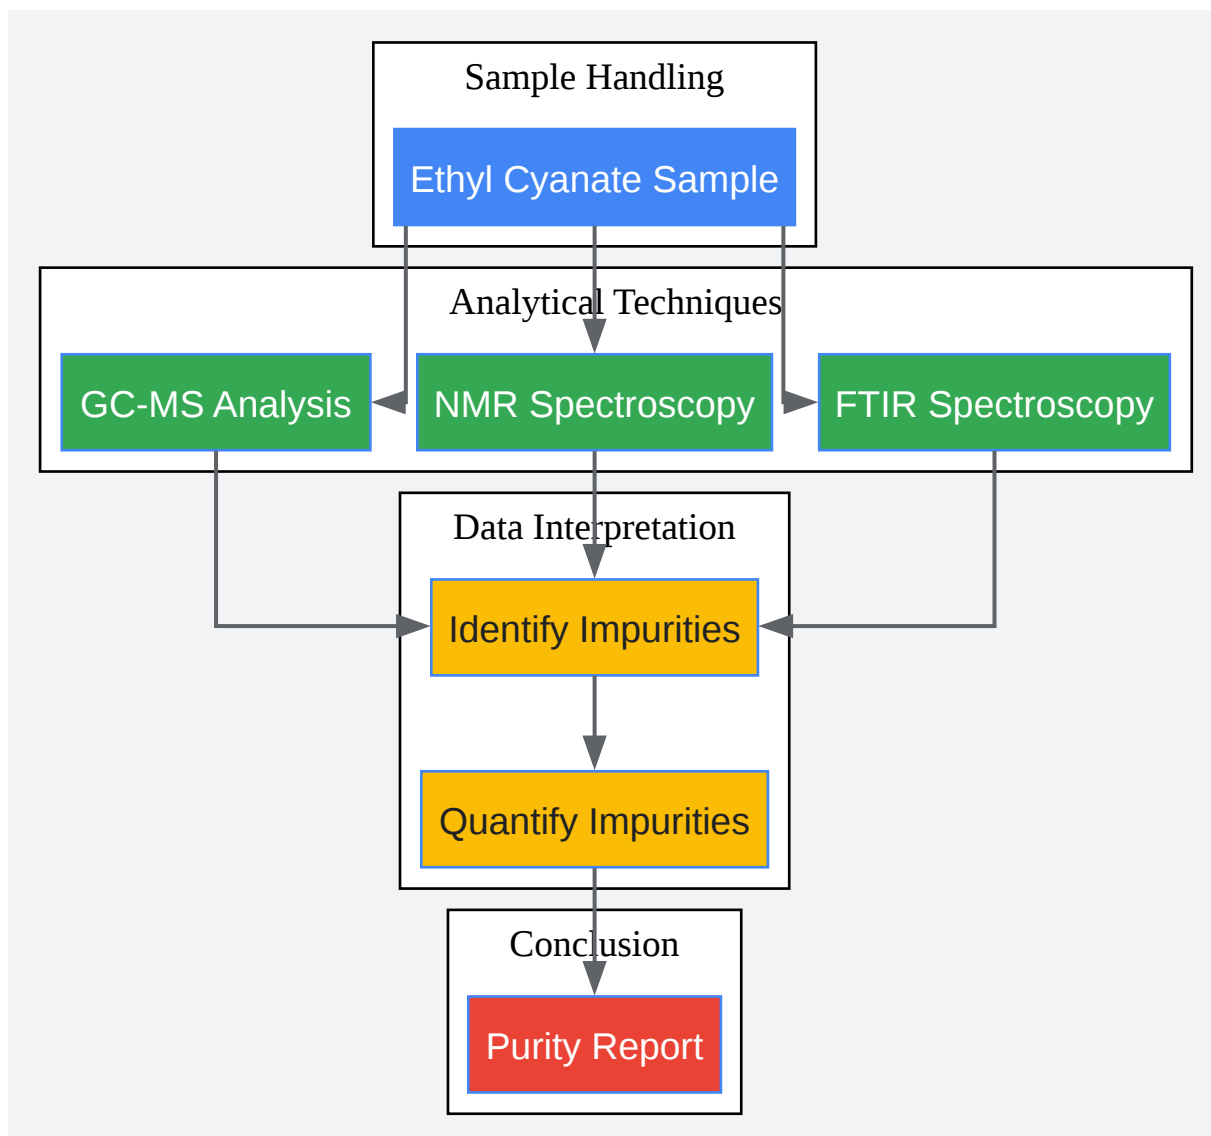 Sample Handling
Ethyl Cyanate Sample
Analytical Techniques
GC-MS Analysis
NMR Spectroscopy
FTIR Spectroscopy
Data Interpretation
Identify Impurities
Quantify Impurities
Conclusion
Purity Report